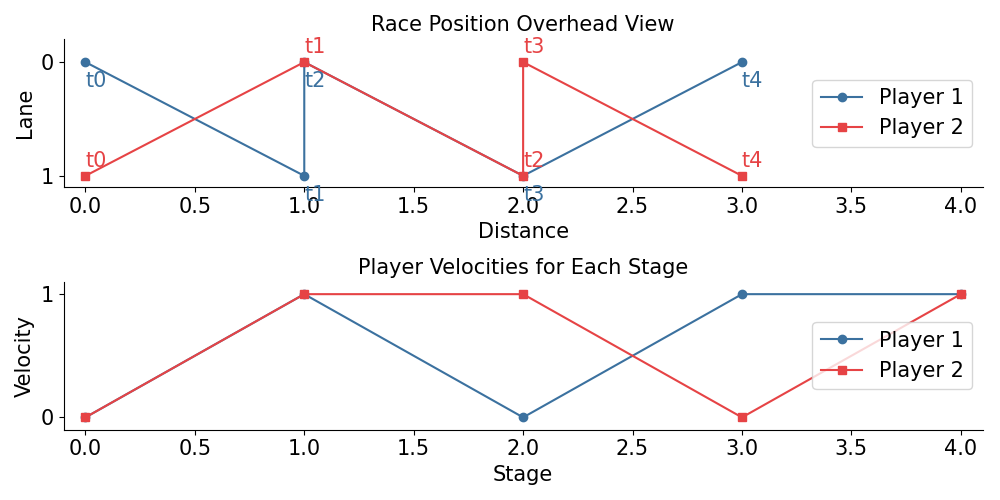 Race Position Overhead View
t1
t3
0
t0
t2
t4
Lane
Player 1
Player 2
t0
t2
t4
1
t1
t3
0.0 0.5 1.0 1.5 2.0 2.5 3.0 3.5 4.0
Distance
Player Velocities for Each Stage
1
Velocity
Player 1
Player 2
0
0.0 0.5 1.0 1.5 2.0 2.5 3.0 3.5 4.0
Stage